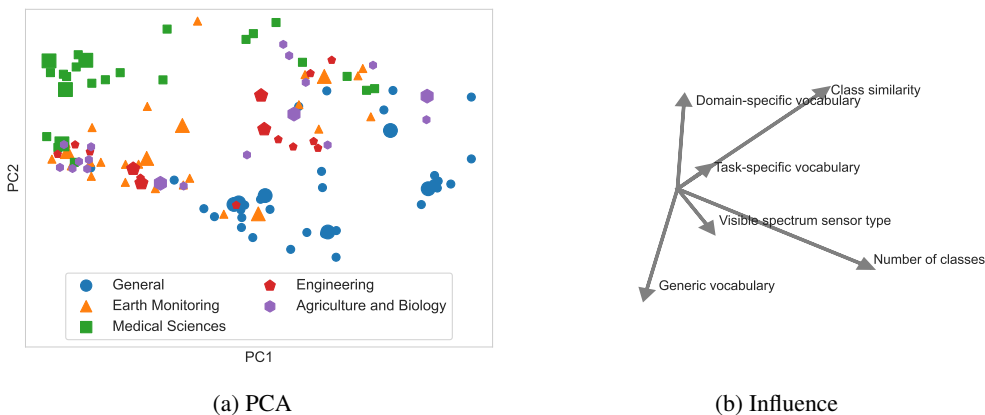 PC2
General
Earth Monitoring
Medical Sciences
Engineering
Agriculture and Biology
PC1
(a) PCA
Class similarity
Domain-specific vocabulary
Task-specific vocabulary
Visible spectrum sensor type
Number of classes
Generic vocabulary
(b) Influence